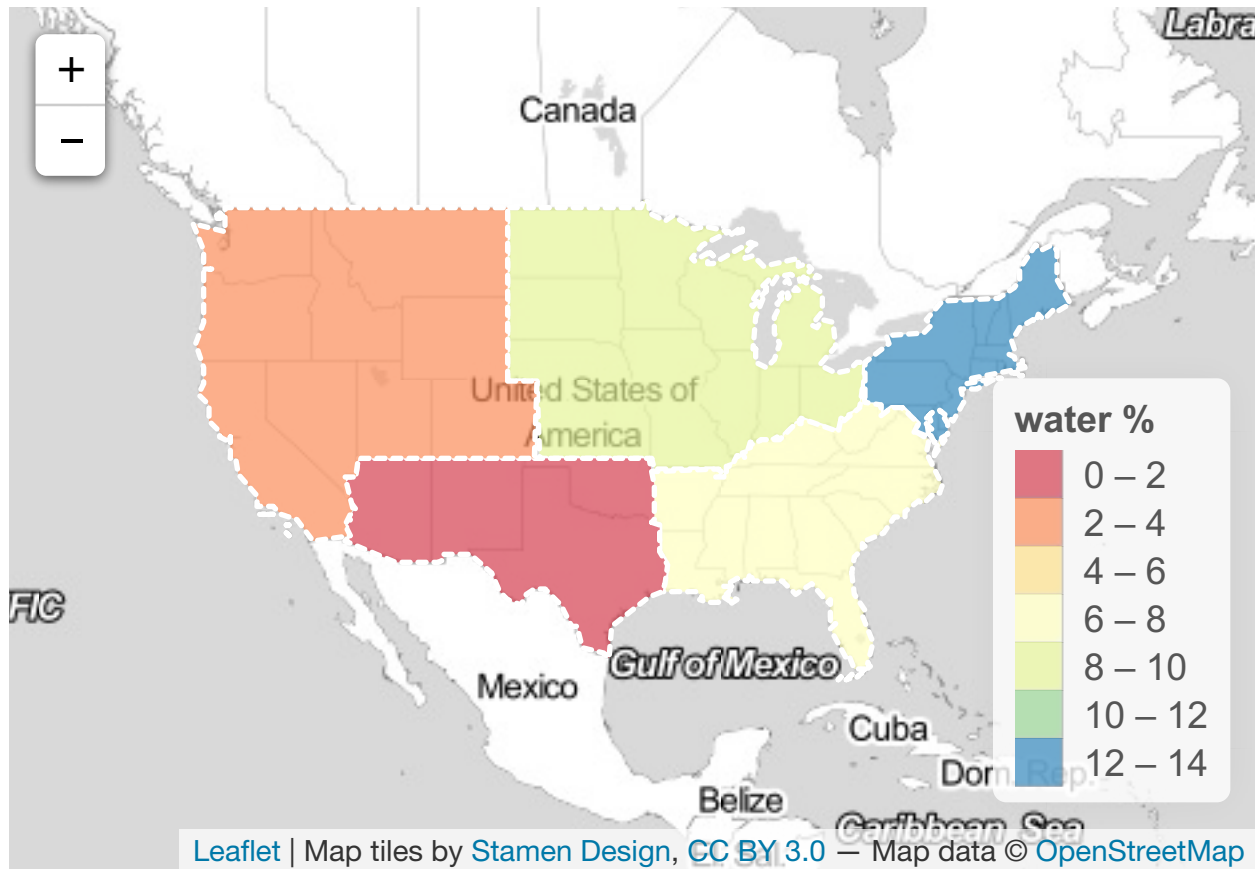 Labra
+
Canada
−
United States of
America
water %
0 – 2
2 – 4
4 – 6
6 – 8
8 – 10
10 – 12
12 – 14
FIC
Gulf of Mexico
Mexico
Cuba
Dom. Rep.
Belize
Caribbean Sea
El. Sal.
Leaflet | Map tiles by Stamen Design, CC BY 3.0 — Map data © OpenStreetMap